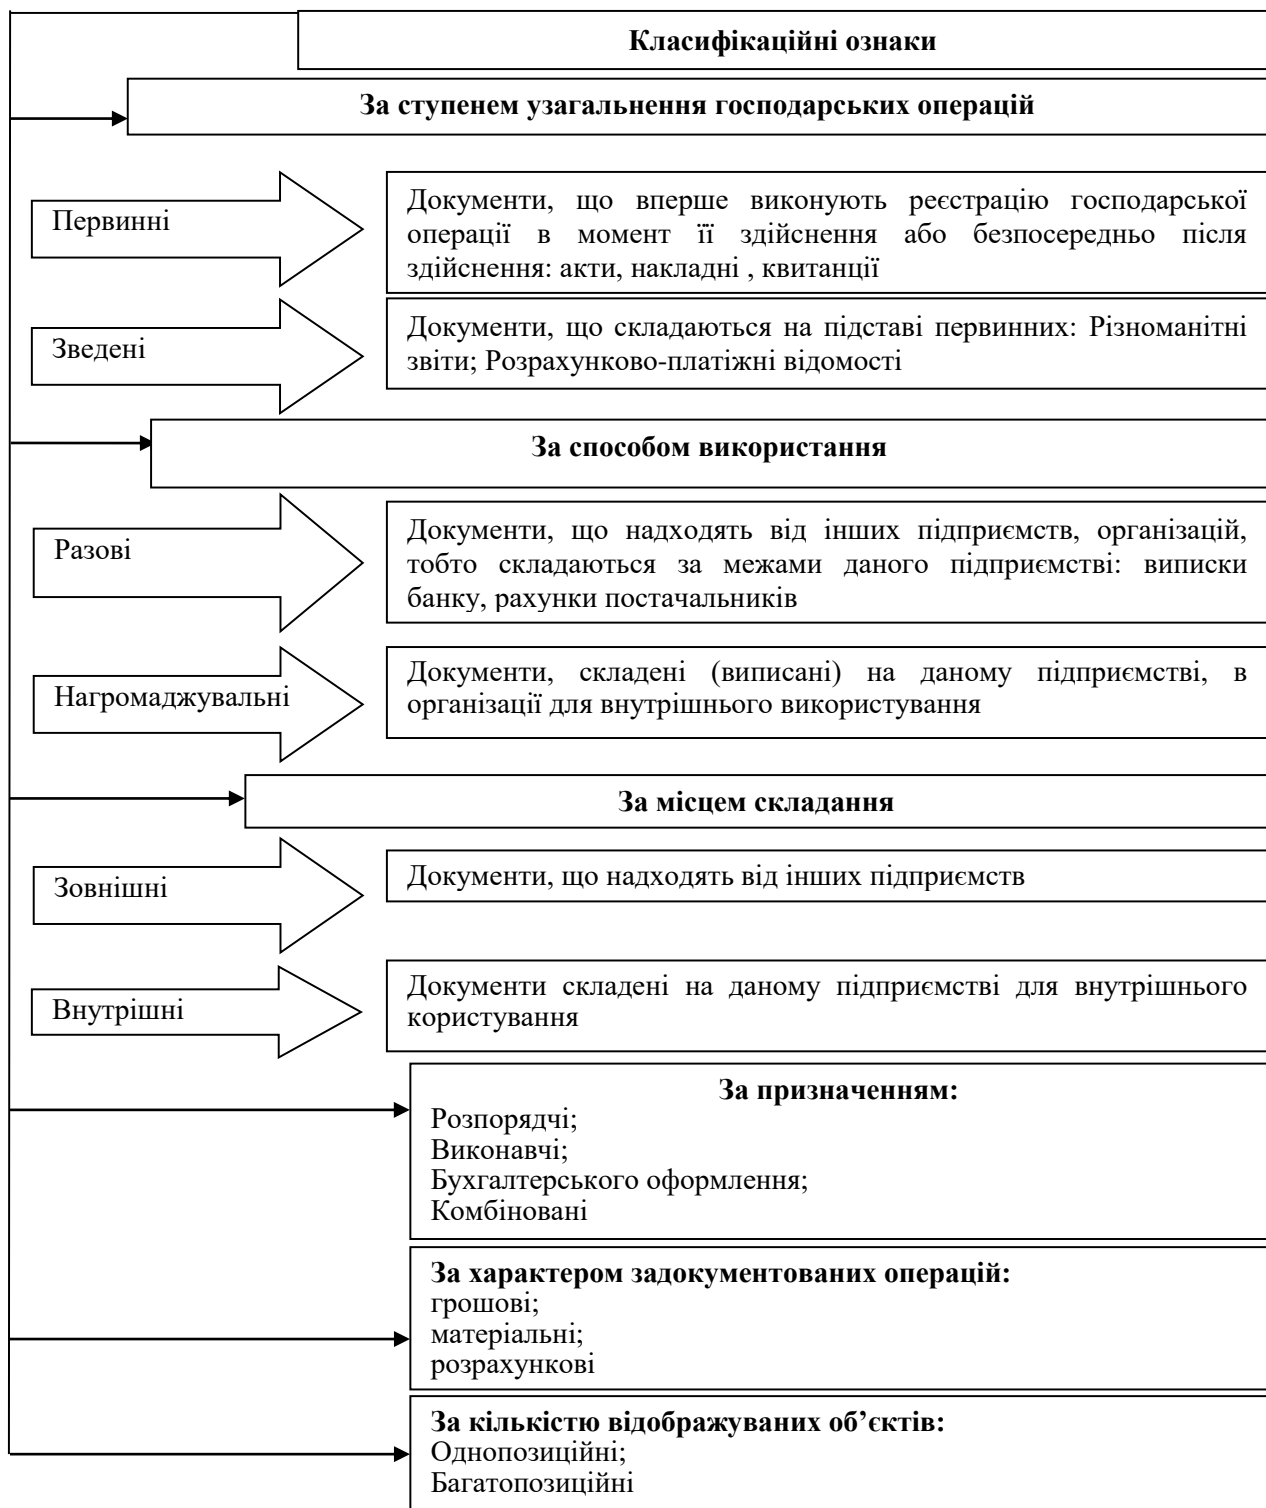 Класифікаційні ознаки
За ступенем узагальнення господарських операцій
Первинні
Документи, що вперше виконують реєстрацію господарської
операції в момент її здійснення або безпосередньо після
здійснення: акти, накладні , квитанції
Зведені
Документи, що складаються на підставі первинних: Різноманітні
звіти; Розрахунково-платіжні відомості
За способом використання
Разові
Документи, що надходять від інших підприємств, організацій,
тобто складаються за межами даного підприємстві: виписки
банку, рахунки постачальників
Нагромаджувальні
Документи, складені (виписані) на даному підприємстві, в
організації для внутрішнього використування
За місцем складання
Зовнішні
Документи, що надходять від інших підприємств
Внутрішні
Документи складені на даному підприємстві для внутрішнього
користування
За призначенням:
Розпорядчі;
Виконавчі;
Бухгалтерського оформлення;
Комбіновані
За характером задокументованих операцій:
грошові;
матеріальні;
розрахункові
За кількістю відображуваних об’єктів:
Однопозиційні;
Багатопозиційні